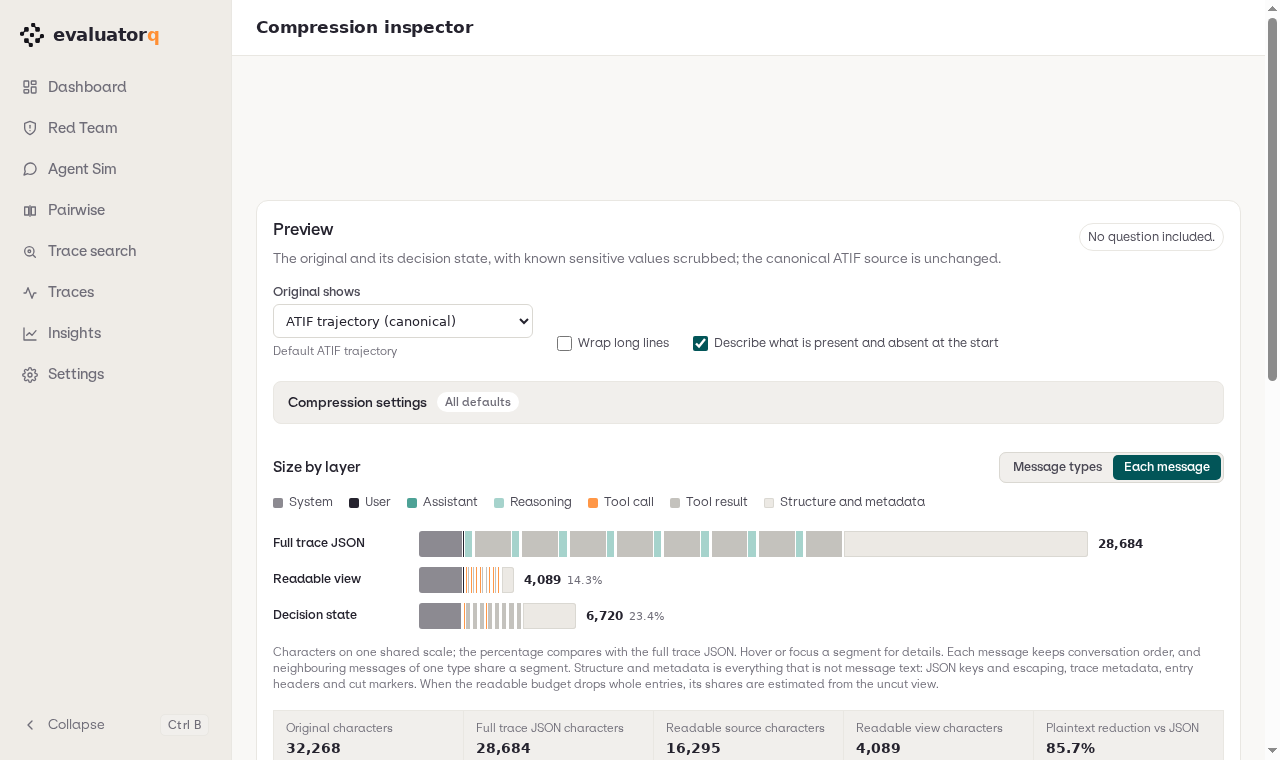 Compression inspector
evaluatorq
Dashboard
Red Team
Agent Sim
Pairwise
Trace search
Traces
Insights
Settings
Collapse
Ctrl B
Preview
No question included.
The original and its decision state, with known sensitive values scrubbed; the canonical ATIF source is unchanged.
Original shows
ATIF trajectory (canonical)
Wrap long lines
Describe what is present and absent at the start
Default ATIF trajectory
Compression settings
All defaults
Size by layer
Message types
Each message
System
User
Assistant
Reasoning
Tool call
Tool result
Structure and metadata
Full trace JSON
28,684
Readable view
4,089 14.3%
Decision state
6,720 23.4%
Characters on one shared scale; the percentage compares with the full trace JSON. Hover or focus a segment for details. Each message keeps conversation order, and
neighbouring messages of one type share a segment. Structure and metadata is everything that is not message text: JSON keys and escaping, trace metadata, entry
headers and cut markers. When the readable budget drops whole entries, its shares are estimated from the uncut view.
Original characters
32,268
Full trace JSON characters
28,684
Readable source characters
16,295
Readable view characters
4,089
Plaintext reduction vs JSON
85.7%